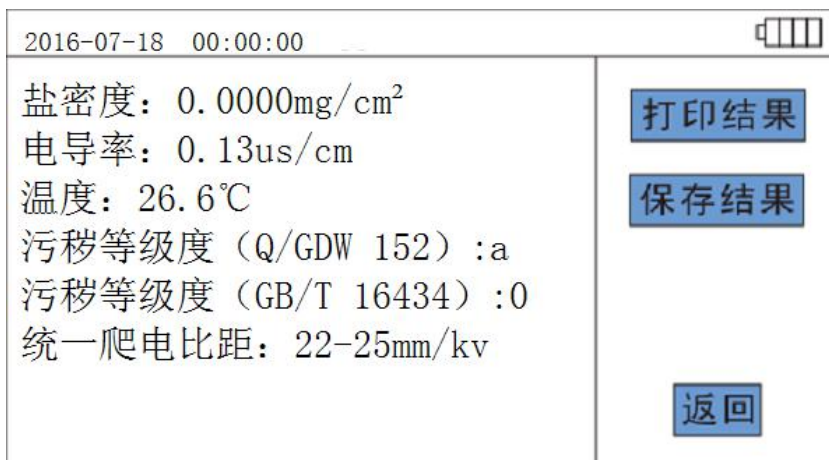 2016-07-18 00:00:00
盐密度：0.0000mg/cm²
电导率：0.13us/cm
温度：26.6℃
污秽等级度（Q/GDW 152）:a
污秽等级度（GB/T 16434）:0
统一爬电比距：22-25mm/kv
打印结果
保存结果
返回